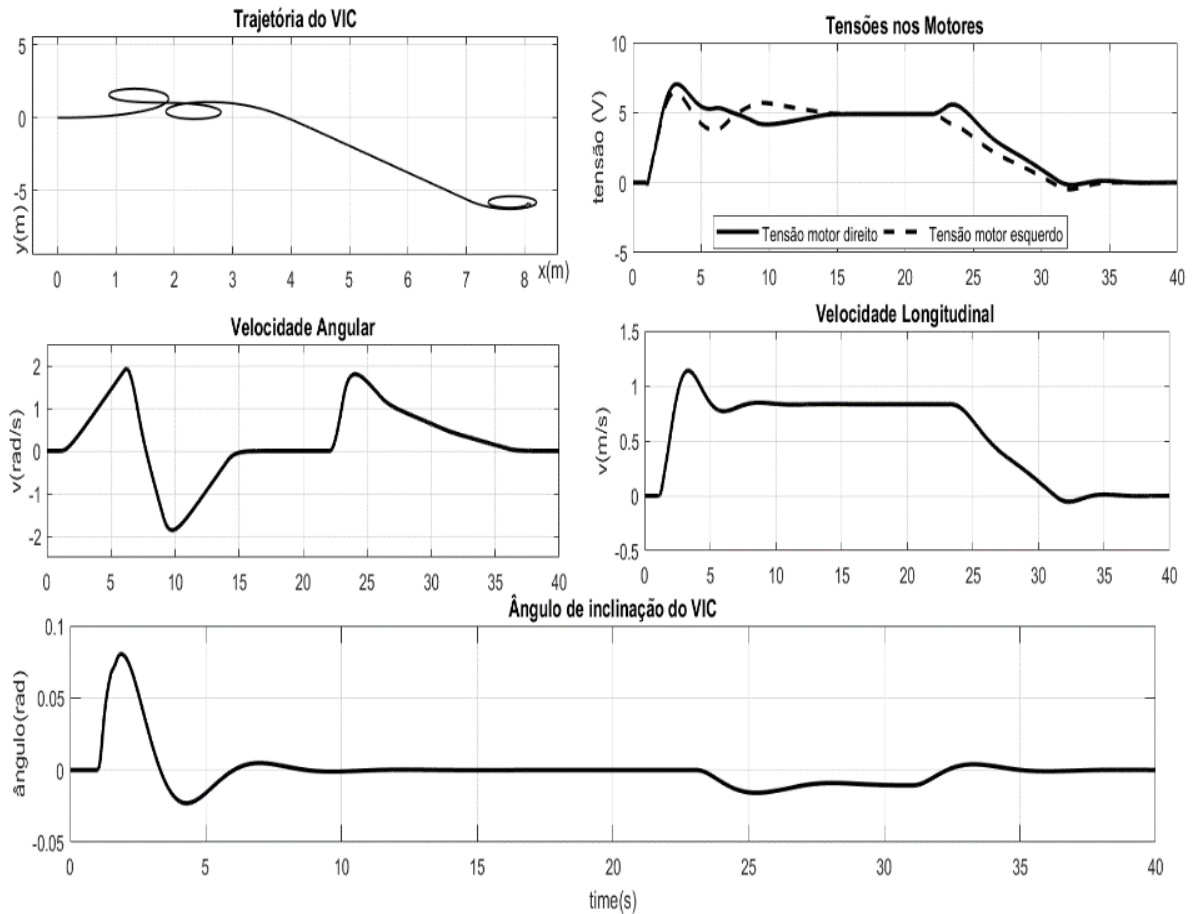 Trajetória do VIC
5
0
-5
y(m)
0 1 2 3 4 5 6 7 8 x(m)
Tensões nos Motores
10
5
0
-5
tensão (V)
Tensão motor direito Tensão motor esquerdo
0 5 10 15 20 25 30 35 40
Velocidade Angular
2
1
0
-1
-2
v(rad/s)
0 5 10 15 20 25 30 35 40
Velocidade Longitudinal
1.5
1
0.5
0
-0.5
v(m/s)
0 5 10 15 20 25 30 35 40
Ângulo de inclinação do VIC
0.1
0.05
0
-0.05
ângulo(rad)
0 5 10 15 20 25 30 35 40
time(s)